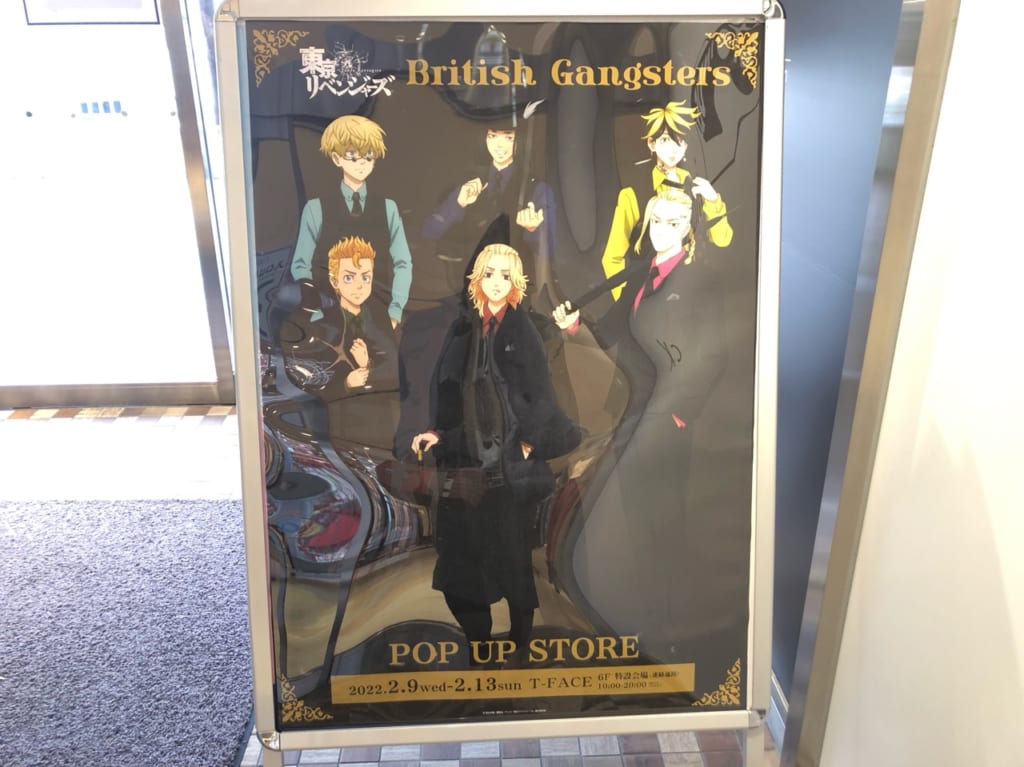 東京
リベンジャーズ
British Gangsters
POP UP STORE
2022.2.9wed-2.13sun T-FACE 6F 特設会場
10:00-20:00